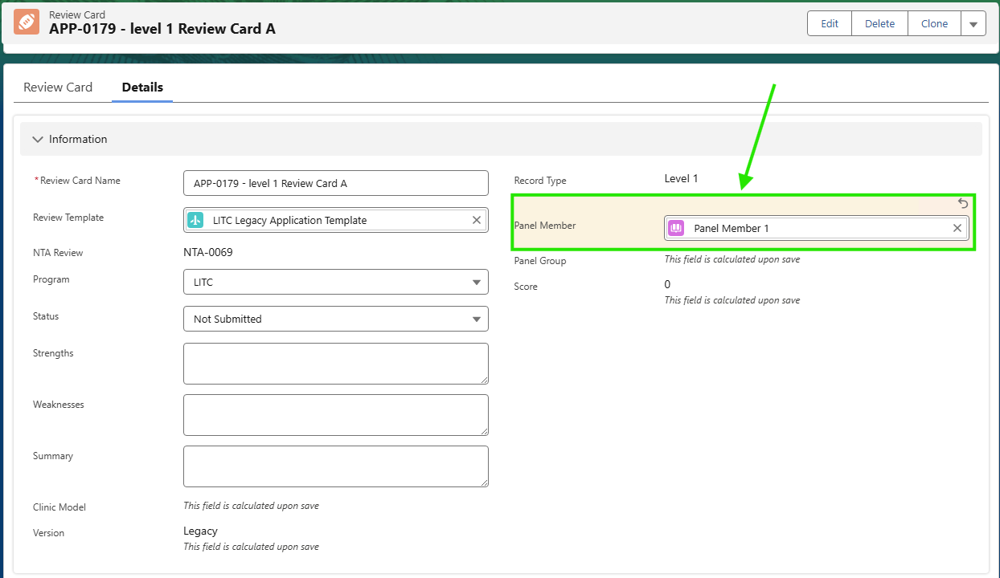 Review Card
APP-0179 - level 1 Review Card A
Edit
Delete
Clone
Review Card
Details
Information
*Review Card Name
APP-0179 - level 1 Review Card A
Review Template
LITC Legacy Application Template
NTA Review
NTA-0069
Program
LITC
Status
Not Submitted
Strengths
Weaknesses
Summary
Clinic Model
This field is calculated upon save
Version
Legacy
This field is calculated upon save
Record Type
Level 1
Panel Member
Panel Member 1
Panel Group
This field is calculated upon save
Score
0
This field is calculated upon save